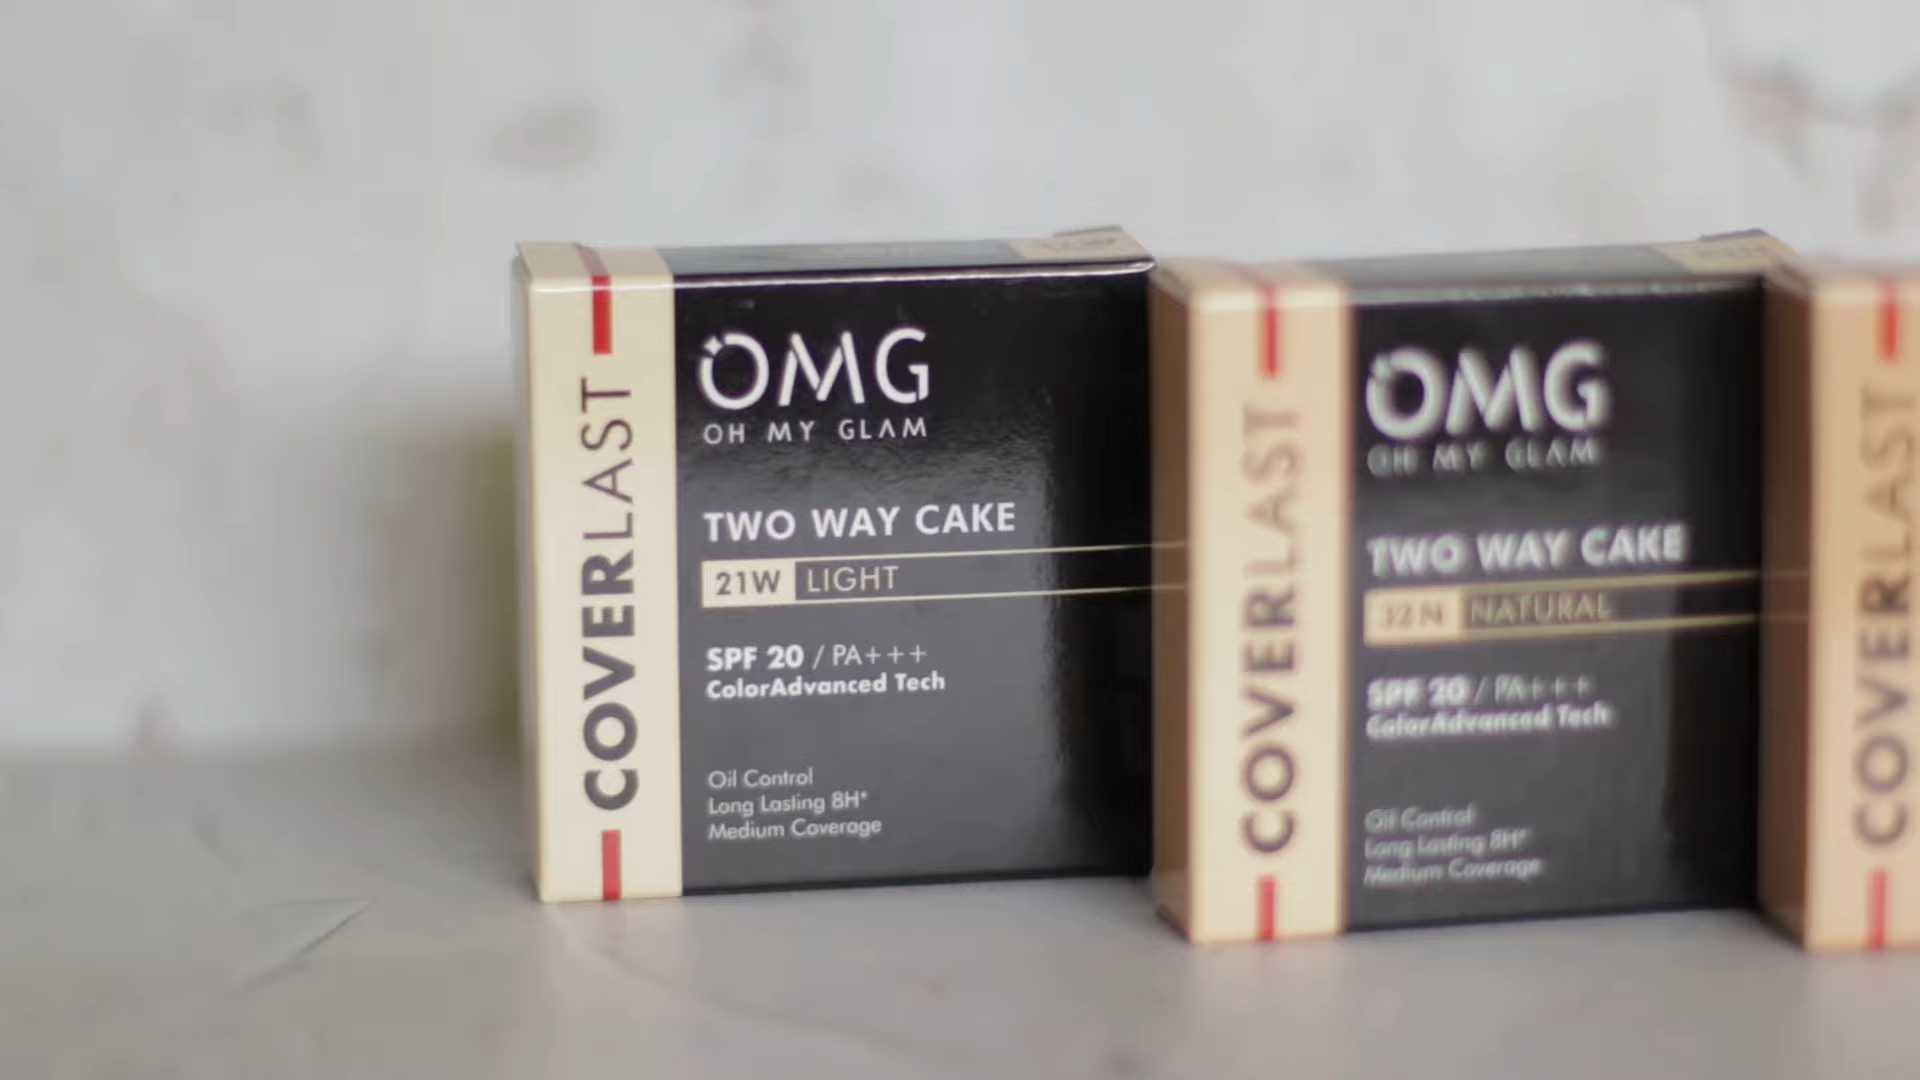 COVERLAST
OMG
OH MY GLAM
TWO WAY CAKE
21W LIGHT
SPF 20 / PA+++
ColorAdvanced Tech
Oil Control
Long Lasting 8H*
Medium Coverage
COVERLAST
OMG
OH MY GLAM
TWO WAY CAKE
32N NATURAL
SPF 20 / PA+++
ColorAdvanced Tech
Oil Control
Long Lasting 8H*
Medium Coverage
COVERLAST